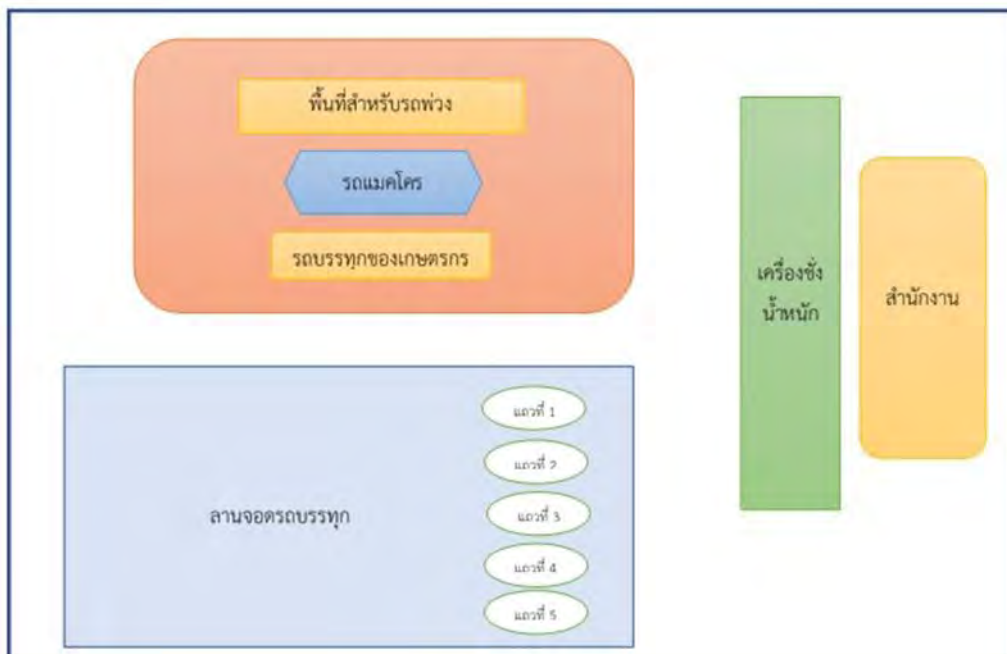 พื้นที่สำหรับรถพ่วง
รถแมคโคร
รถบรรทุกของเกษตรกร
เครื่องชั่ง
น้ำหนัก
สำนักงาน
ลานจอดรถบรรทุก
แถวที่ 1
แถวที่ 2
แถวที่ 3
แถวที่ 4
แถวที่ 5